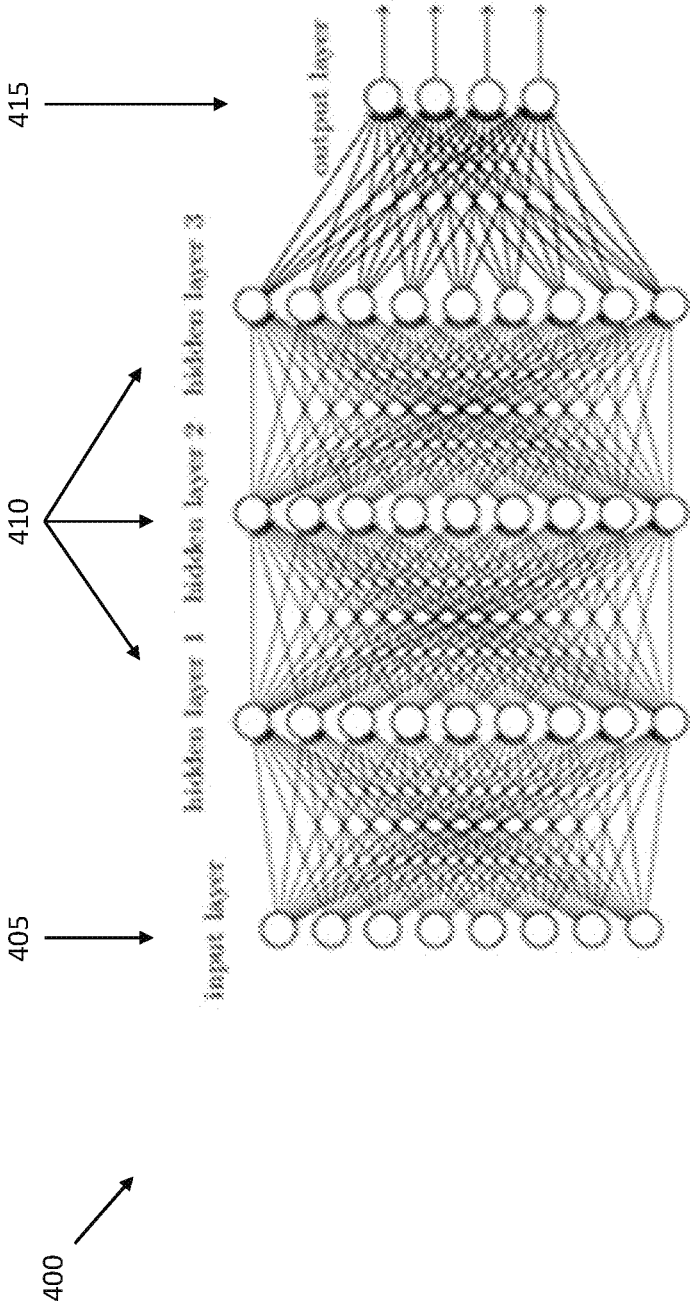 400
405
410
415
input layer
hidden layer 1
hidden layer 2
hidden layer 3
output layer